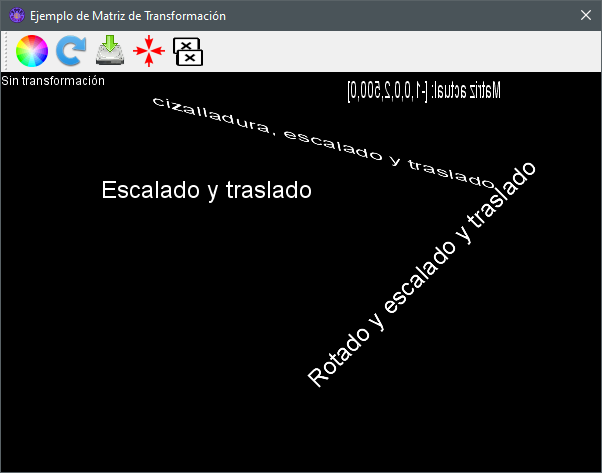 Ejemplo de Matriz de Transformación
Sin transformación
Matriz actual: [-1,0,0,2,500,0]
cizalladura, escalado y traslado
Escalado y traslado
Rotado y escalado y traslado